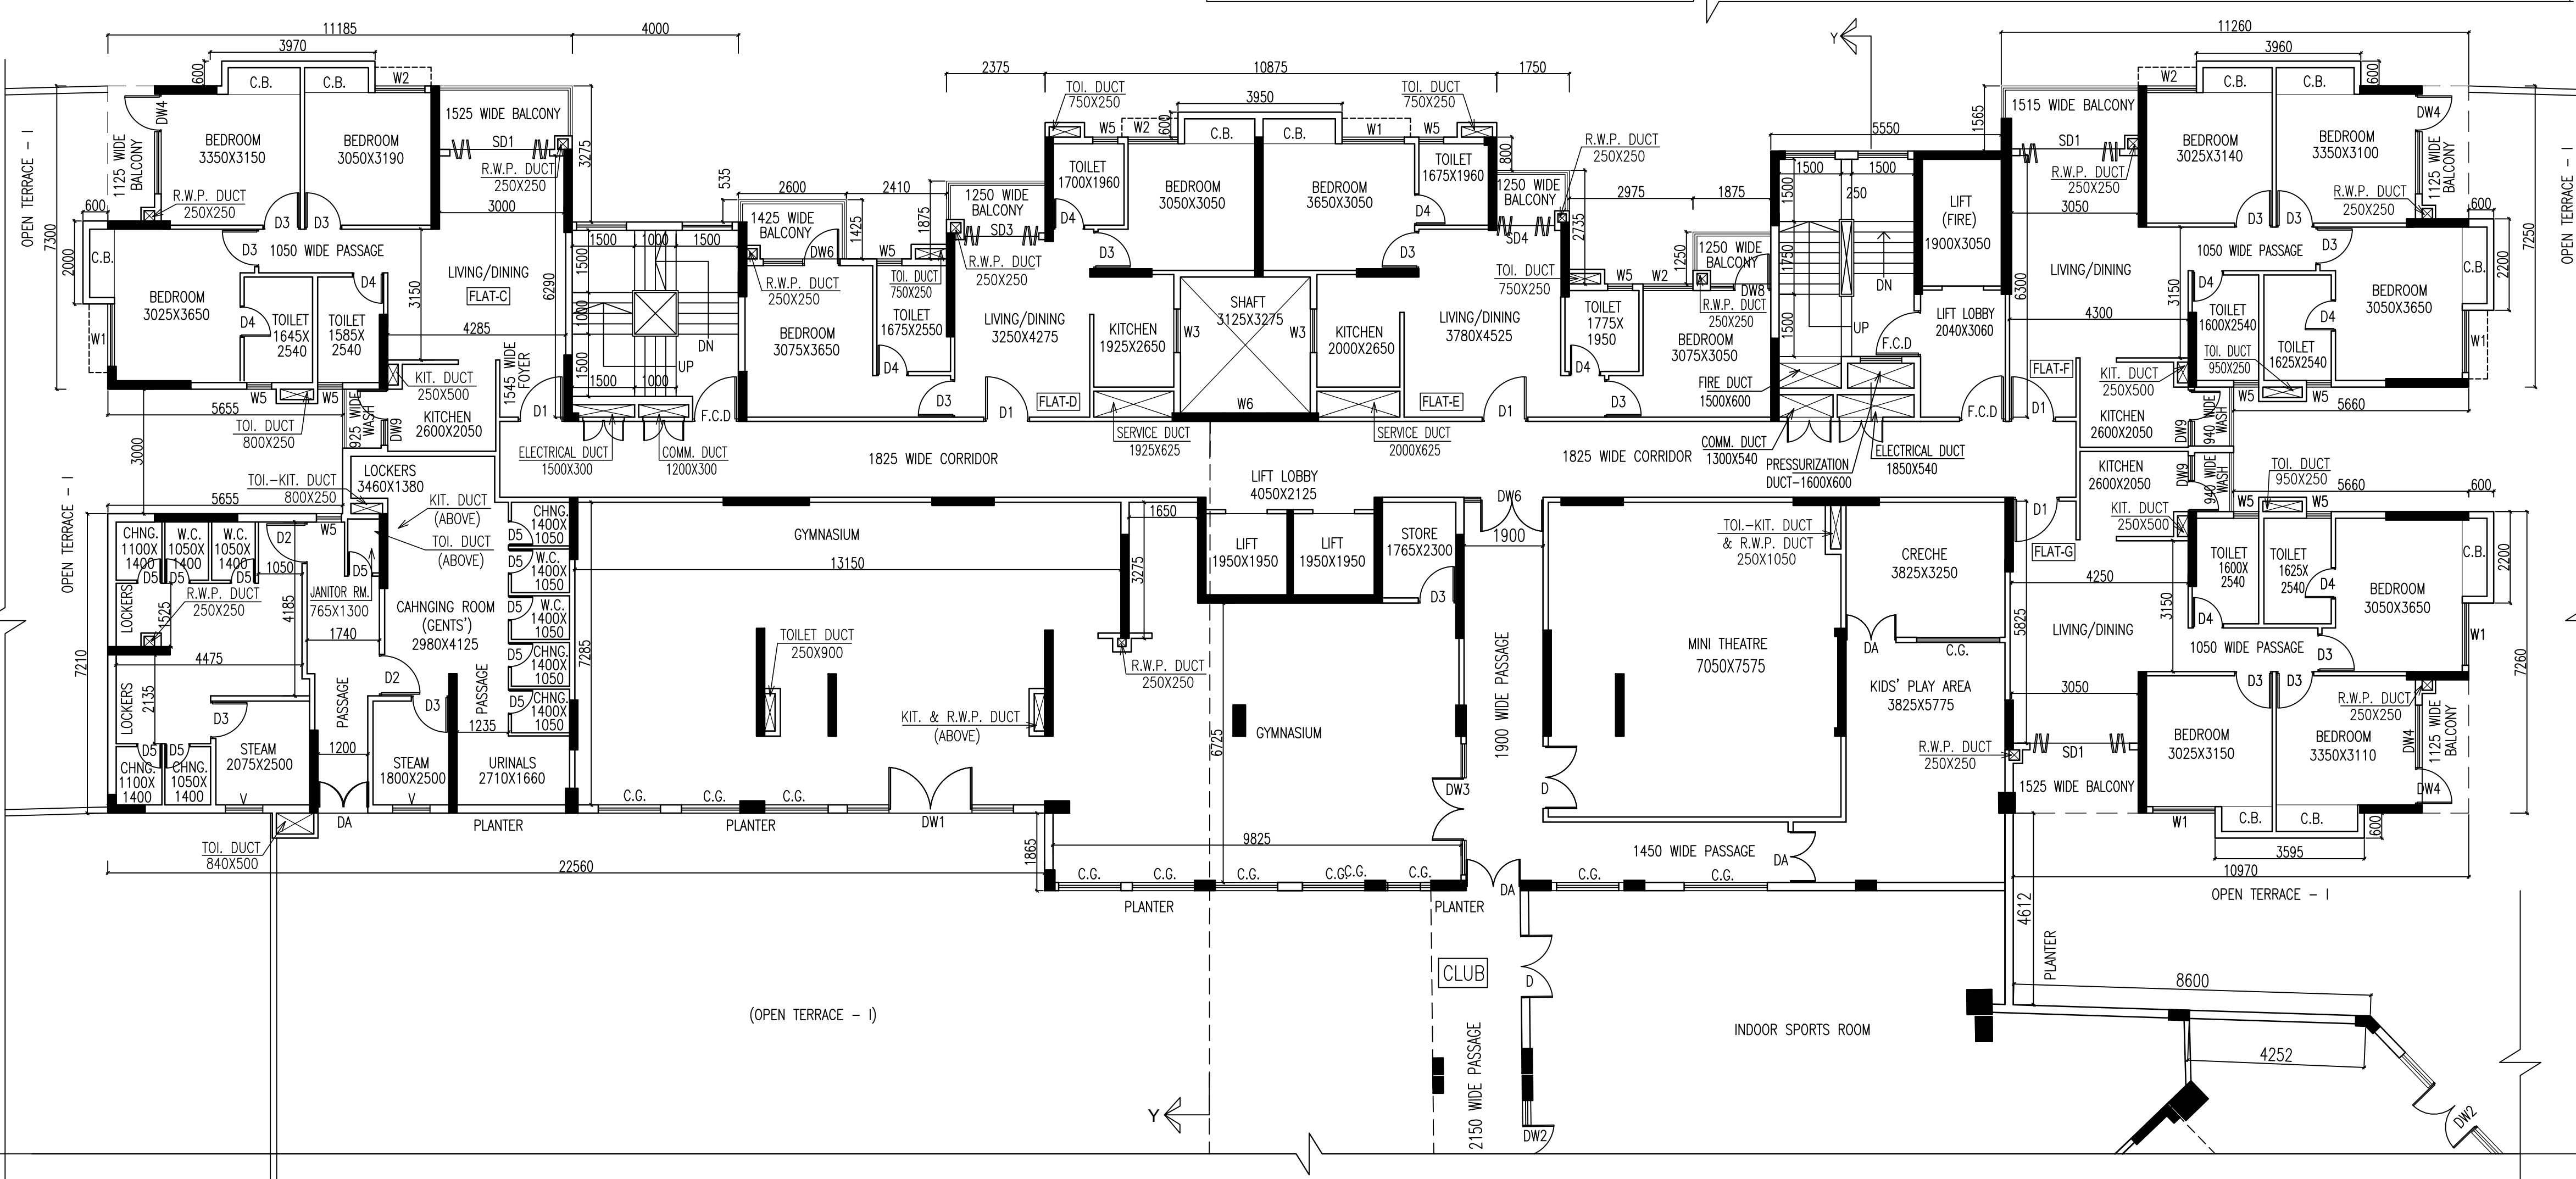 11185
4000
11260
3970
3960
600
C.B.
C.B.
W2
DW4
1525 WIDE BALCONY
SD1
BEDROOM
3350X3150
BEDROOM
3050X3190
1125 WIDE
BALCONY
R.W.P. DUCT
250X250
R.W.P. DUCT
250X250
3275
3000
OPEN TERRACE - I
7300
600
2000
C.B.
W1
D3
D3
D3
1050 WIDE PASSAGE
D4
D4
BEDROOM
3025X3650
TOILET
1645X
2540
TOILET
1585X
2540
3150
LIVING/DINING
FLAT-C
6290
4285
1545 WIDE
FOYER
W5
W5
5655
TOI. DUCT
800X250
KIT. DUCT
250X500
KITCHEN
2600X2050
925 WIDE
WASH
DW9
D1
3000
535
1500
1000
1500
1500
1000
1500
1500
1000
DN
UP
F.C.D
ELECTRICAL DUCT
1500X300
COMM. DUCT
1200X300
2600
2410
1425 WIDE
BALCONY
1425
1875
DW6
W5
R.W.P. DUCT
250X250
TOI. DUCT
750X250
BEDROOM
3075X3650
TOILET
1675X2550
D4
D3
2375
10875
1750
TOI. DUCT
750X250
3950
TOI. DUCT
750X250
W5
W2
600
C.B.
C.B.
W1
W5
1250 WIDE
BALCONY
SD3
R.W.P. DUCT
250X250
TOILET
1700X1960
D4
BEDROOM
3050X3050
BEDROOM
3650X3050
TOILET
1675X1960
D4
D3
D3
LIVING/DINING
3250X4275
KITCHEN
1925X2650
W3
SHAFT
3125X3275
W3
KITCHEN
2000X2650
W6
LIVING/DINING
3780X4525
FLAT-D
D1
FLAT-E
D1
SERVICE DUCT
1925X625
SERVICE DUCT
2000X625
1825 WIDE CORRIDOR
1825 WIDE CORRIDOR
800
1250 WIDE
BALCONY
SD4
R.W.P. DUCT
250X250
2735
TOI. DUCT
750X250
2975
1875
1250
1250 WIDE
BALCONY
W5
W2
DW8
R.W.P. DUCT
250X250
TOILET
1775X
1950
BEDROOM
3075X3050
D4
D3
Y
5550
1565
1500
1500
250
1500
1750
1500
DN
UP
F.C.D
LIFT
(FIRE)
1900X3050
LIFT LOBBY
2040X3060
F.C.D
FIRE DUCT
1500X600
COMM. DUCT
1300X540
PRESSURIZATION
DUCT-1600X600
ELECTRICAL DUCT
1850X540
600
W2
C.B.
C.B.
1515 WIDE BALCONY
SD1
DW4
BEDROOM
3025X3140
BEDROOM
3350X3100
1125 WIDE
BALCONY
R.W.P. DUCT
250X250
R.W.P. DUCT
250X250
3050
D3
D3
D3
1050 WIDE PASSAGE
LIVING/DINING
6300
3150
4300
D4
D4
TOILET
1600X2540
TOILET
1625X2540
TOI. DUCT
950X250
BEDROOM
3050X3650
C.B.
W1
600
2200
7250
OPEN TERRACE - I
FLAT-F
D1
KIT. DUCT
250X500
W5
W5
5660
KITCHEN
2600X2050
DW9
940 WIDE
WASH
KITCHEN
2600X2050
DW9
940 WIDE
WASH
TOI. DUCT
950X250
5660
600
D1
FLAT-G
KIT. DUCT
250X500
W5
W5
4250
TOILET
1600X
2540
TOILET
1625X
2540
D4
D4
BEDROOM
3050X3650
C.B.
2200
W1
3150
5825
LIVING/DINING
1050 WIDE PASSAGE
D3
D3
D3
3050
R.W.P. DUCT
250X250
R.W.P. DUCT
250X250
SD1
1525 WIDE BALCONY
BEDROOM
3025X3150
BEDROOM
3350X3110
1125 WIDE
BALCONY
DW4
DW4
W1
C.B.
C.B.
600
3595
7260
10970
OPEN TERRACE - I
LOCKERS
3460X1380
TOI.-KIT. DUCT
800X250
5655
KIT. DUCT
(ABOVE)
TOI. DUCT
(ABOVE)
OPEN TERRACE - I
7210
CHNG.
1100X
1400
W.C.
1050X
1400
W.C.
1050X
1400
D5
D5
D5
D2
W5
D5
1050
LOCKERS
1525
R.W.P. DUCT
250X250
4185
JANITOR RM.
765X1300
1740
CAHNGING ROOM
(GENTS')
2980X4125
4475
LOCKERS
2135
D3
D2
D3
D5
D5
PASSAGE
PASSAGE
CHNG.
1100X
1400
CHNG.
1050X
1400
STEAM
2075X2500
1200
STEAM
1800X2500
V
V
1235
URINALS
2710X1660
CHNG.
1400X
1050
D5
W.C.
1400X
1050
D5
W.C.
1400X
1050
D5
CHNG.
1400X
1050
D5
CHNG.
1400X
1050
D5
DA
PLANTER
TOI. DUCT
840X500
22560
GYMNASIUM
13150
7285
TOILET DUCT
250X900
KIT. & R.W.P. DUCT
(ABOVE)
C.G.
C.G.
C.G.
DW1
PLANTER
1865
LIFT LOBBY
4050X2125
1650
3275
LIFT
1950X1950
LIFT
1950X1950
STORE
1765X2300
D3
R.W.P. DUCT
250X250
GYMNASIUM
6725
9825
C.G.
C.G.
C.G.
C.G.
C.G.
C.G.
PLANTER
PLANTER
DW6
1900
1900 WIDE PASSAGE
DW3
D
DA
TOI.-KIT. DUCT
& R.W.P. DUCT
250X1050
MINI THEATRE
7050X7575
1450 WIDE PASSAGE
DA
C.G.
C.G.
CRECHE
3825X3250
DA
C.G.
KIDS' PLAY AREA
3825X5775
4612
PLANTER
8600
4252
DW2
CLUB
D
2150 WIDE PASSAGE
DW2
INDOOR SPORTS ROOM
(OPEN TERRACE - I)
Y